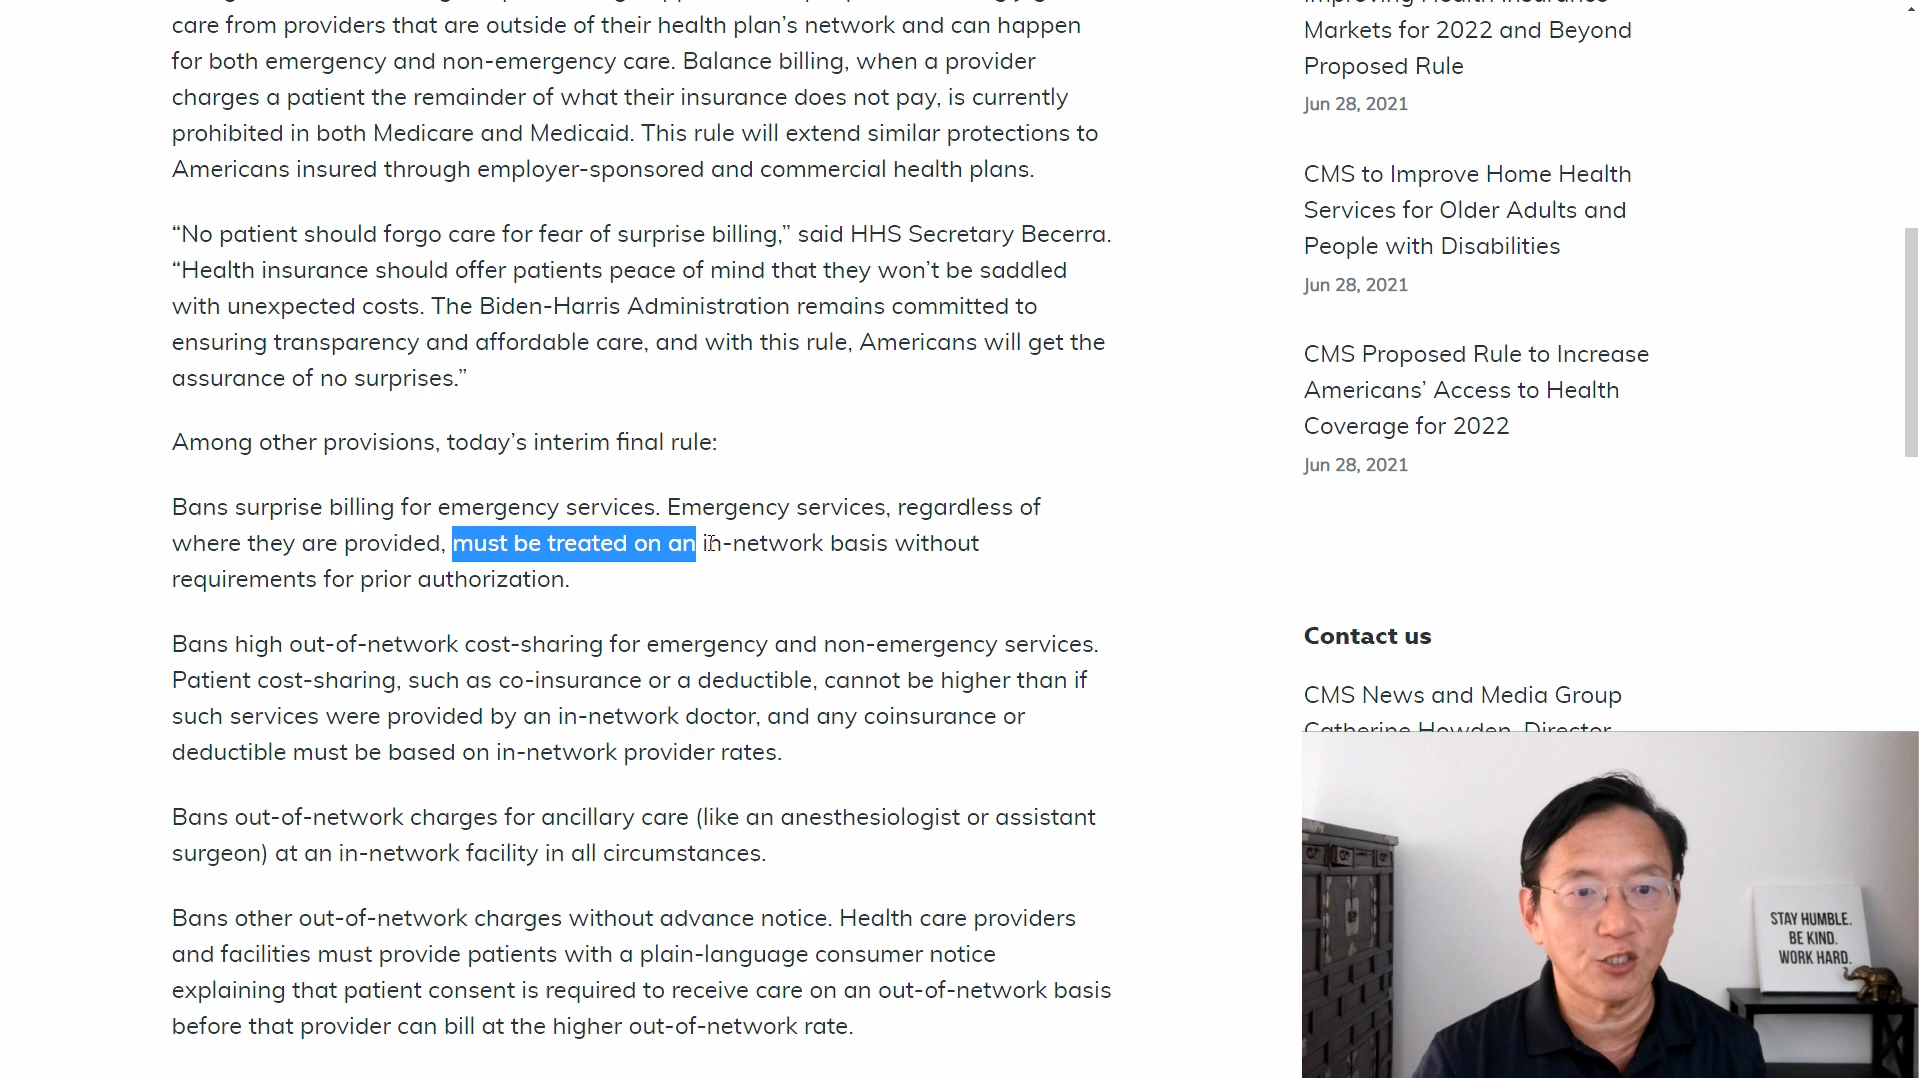 care from providers that are outside of their health plan’s network and can happen
for both emergency and non-emergency care. Balance billing, when a provider
charges a patient the remainder of what their insurance does not pay, is currently
prohibited in both Medicare and Medicaid. This rule will extend similar protections to
Americans insured through employer-sponsored and commercial health plans.
“No patient should forgo care for fear of surprise billing,” said HHS Secretary Becerra.
“Health insurance should offer patients peace of mind that they won’t be saddled
with unexpected costs. The Biden-Harris Administration remains committed to
ensuring transparency and affordable care, and with this rule, Americans will get the
assurance of no surprises.”
Among other provisions, today’s interim final rule:
Bans surprise billing for emergency services. Emergency services, regardless of
where they are provided, must be treated on an in-network basis without
requirements for prior authorization.
Bans high out-of-network cost-sharing for emergency and non-emergency services.
Patient cost-sharing, such as co-insurance or a deductible, cannot be higher than if
such services were provided by an in-network doctor, and any coinsurance or
deductible must be based on in-network provider rates.
Bans out-of-network charges for ancillary care (like an anesthesiologist or assistant
surgeon) at an in-network facility in all circumstances.
Bans other out-of-network charges without advance notice. Health care providers
and facilities must provide patients with a plain-language consumer notice
explaining that patient consent is required to receive care on an out-of-network basis
before that provider can bill at the higher out-of-network rate.
Improving Health Insurance
Markets for 2022 and Beyond
Proposed Rule
Jun 28, 2021
CMS to Improve Home Health
Services for Older Adults and
People with Disabilities
Jun 28, 2021
CMS Proposed Rule to Increase
Americans’ Access to Health
Coverage for 2022
Jun 28, 2021
Contact us
CMS News and Media Group
Catherine Howden, Director
STAY HUMBLE.
BE KIND.
WORK HARD.